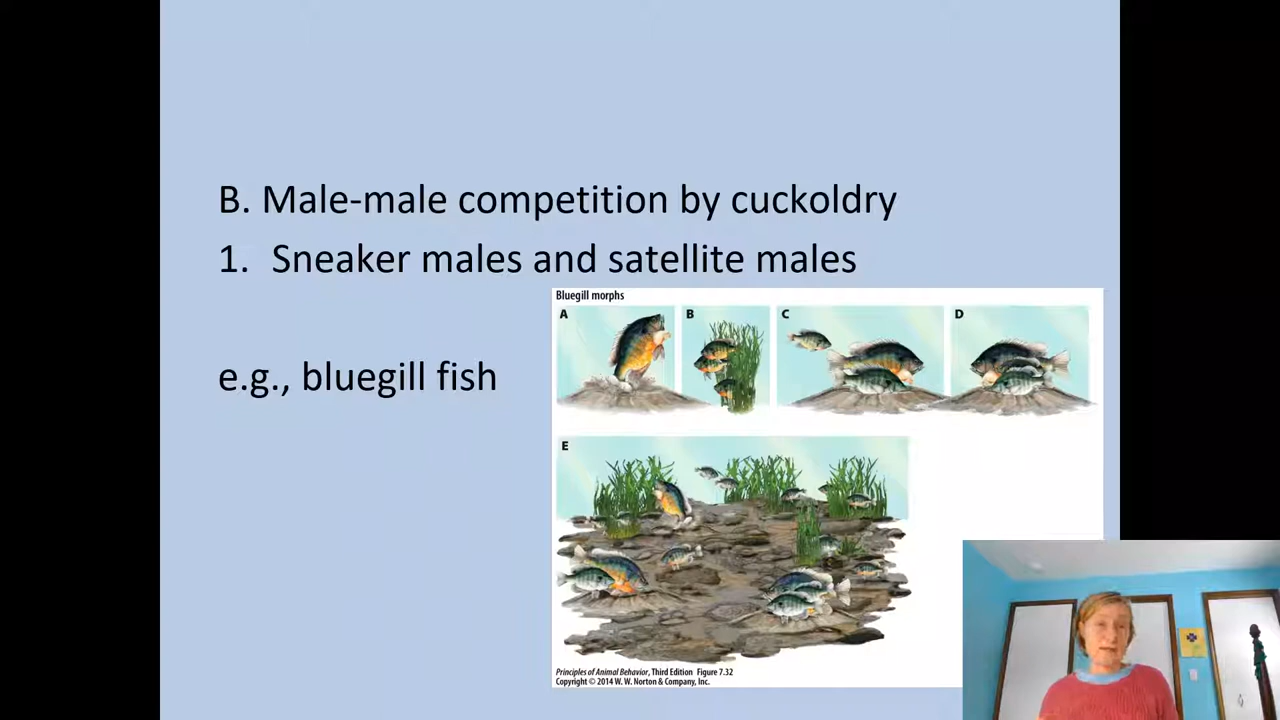 B. Male-male competition by cuckoldry
1. Sneaker males and satellite males
e.g., bluegill fish
Bluegill morphs
A
B
C
D
E
Principles of Animal Behavior, Third Edition Figure 7.32
Copyright © 2014 W. W. Norton & Company, Inc.